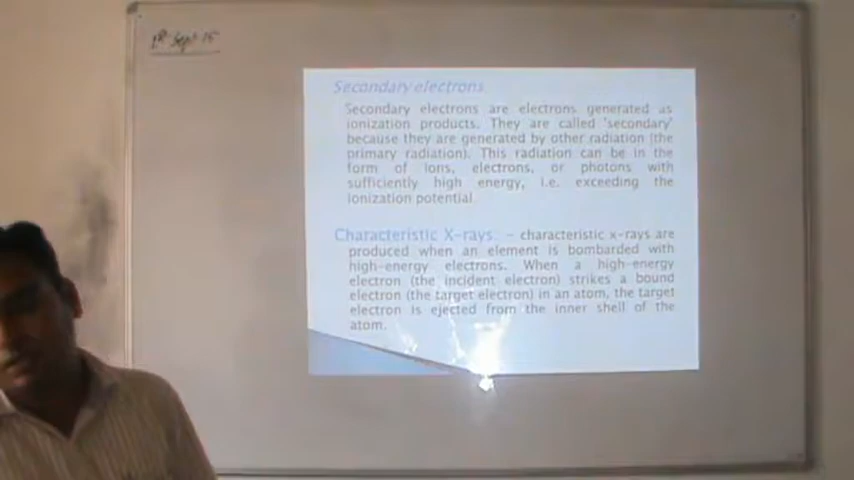 1st Sept 15
Secondary electrons
Secondary electrons are electrons generated as
ionization products. They are called 'secondary'
because they are generated by other radiation (the
primary radiation). This radiation can be in the
form of ions, electrons, or photons with
sufficiently high energy, i.e. exceeding the
ionization potential.
Characteristic X-rays. - characteristic x-rays are
produced when an element is bombarded with
high-energy electrons. When a high-energy
electron (the incident electron) strikes a bound
electron (the target electron) in an atom, the target
electron is ejected from the inner shell of the
atom.